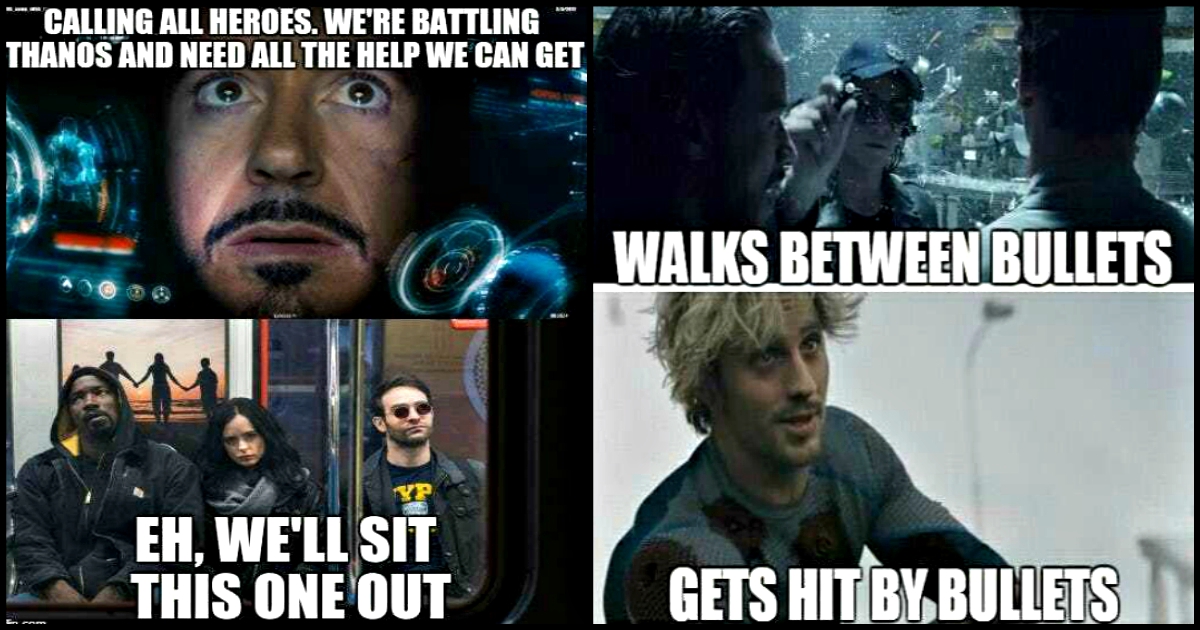 CALLING ALL HEROES. WE'RE BATTLING
THANOS AND NEED ALL THE HELP WE CAN GET
EH, WE'LL SIT
THIS ONE OUT
WALKS BETWEEN BULLETS
GETS HIT BY BULLETS